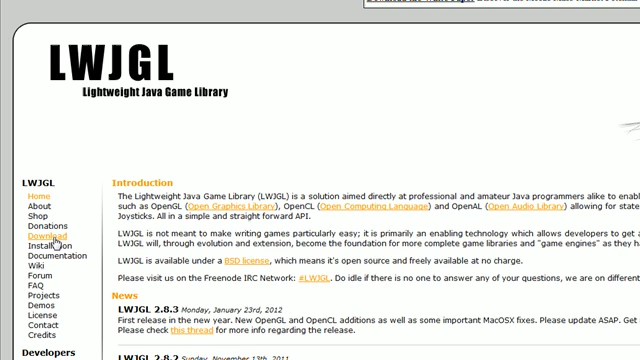 LWJGL
Lightweight Java Game Library
LWJGL
Home
About
Shop
Donations
Download
Installation
Documentation
Wiki
Forum
FAQ
Projects
Demos
License
Contact
Credits
Developers
Introduction
The Lightweight Java Game Library (LWJGL) is a solution aimed directly at professional and amateur Java programmers alike to enable
such as OpenGL (Open Graphics Library), OpenCL (Open Computing Language) and OpenAL (Open Audio Library) allowing for state
Joysticks. All in a simple and straight forward API.
LWJGL is not meant to make writing games particularly easy; it is primarily an enabling technology which allows developers to get a
LWJGL will, through evolution and extension, become the foundation for more complete game libraries and "game engines" as they ha
LWJGL is available under a BSD license, which means it's open source and freely available at no charge.
Please visit us on the Freenode IRC Network: #LWJGL. Do idle if there is no one to answer any of your questions, we are on different
News
LWJGL 2.8.3 Monday, January 23rd, 2012
First release in the new year. New OpenGL and OpenCL additions as well as some important MacOSX fixes. Please update ASAP. Get
Please check this thread for more info regarding the release.
LWJGL 2.8.2 Sunday, November 13th, 2011